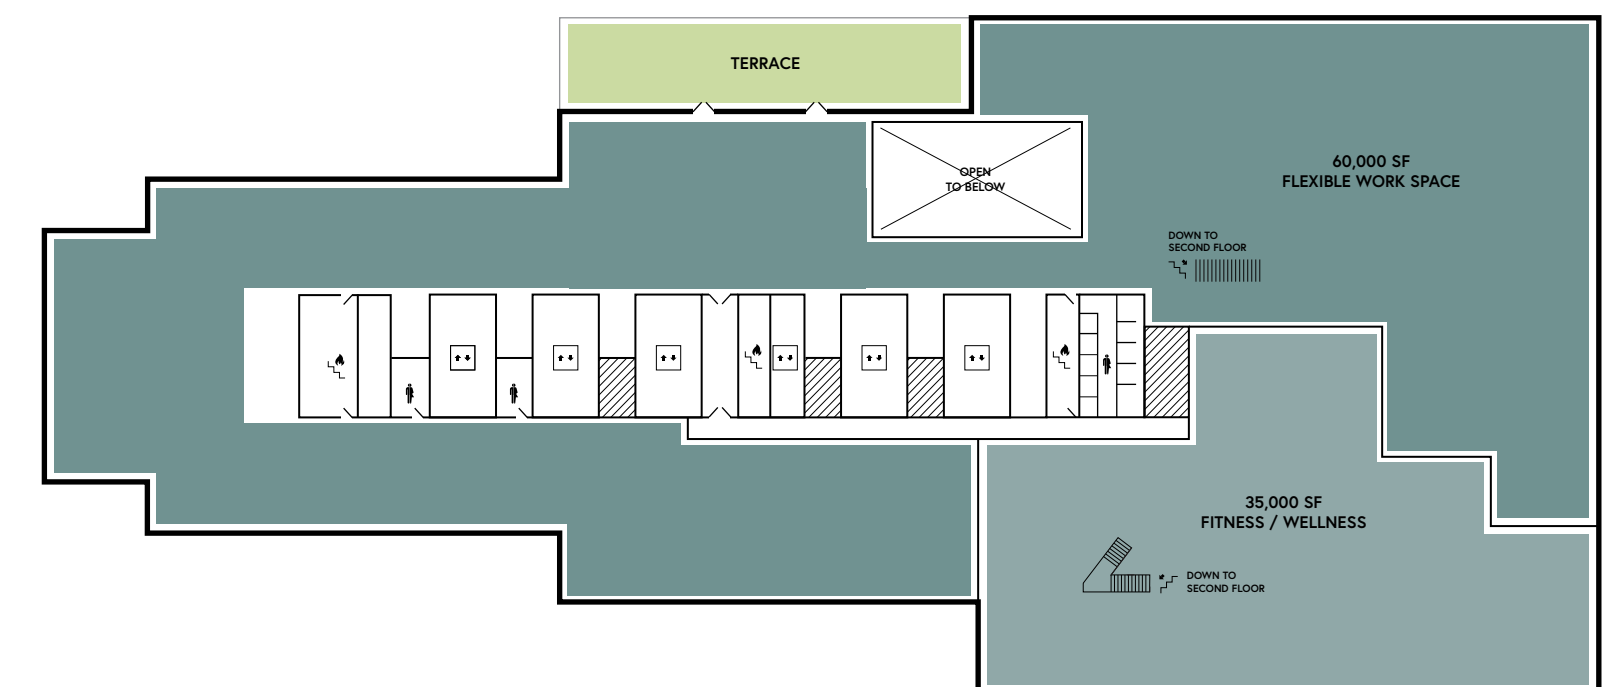 TERRACE
OPEN
TO BELOW
60,000 SF
FLEXIBLE WORK SPACE
DOWN TO
SECOND FLOOR
35,000 SF
FITNESS / WELLNESS
DOWN TO
SECOND FLOOR